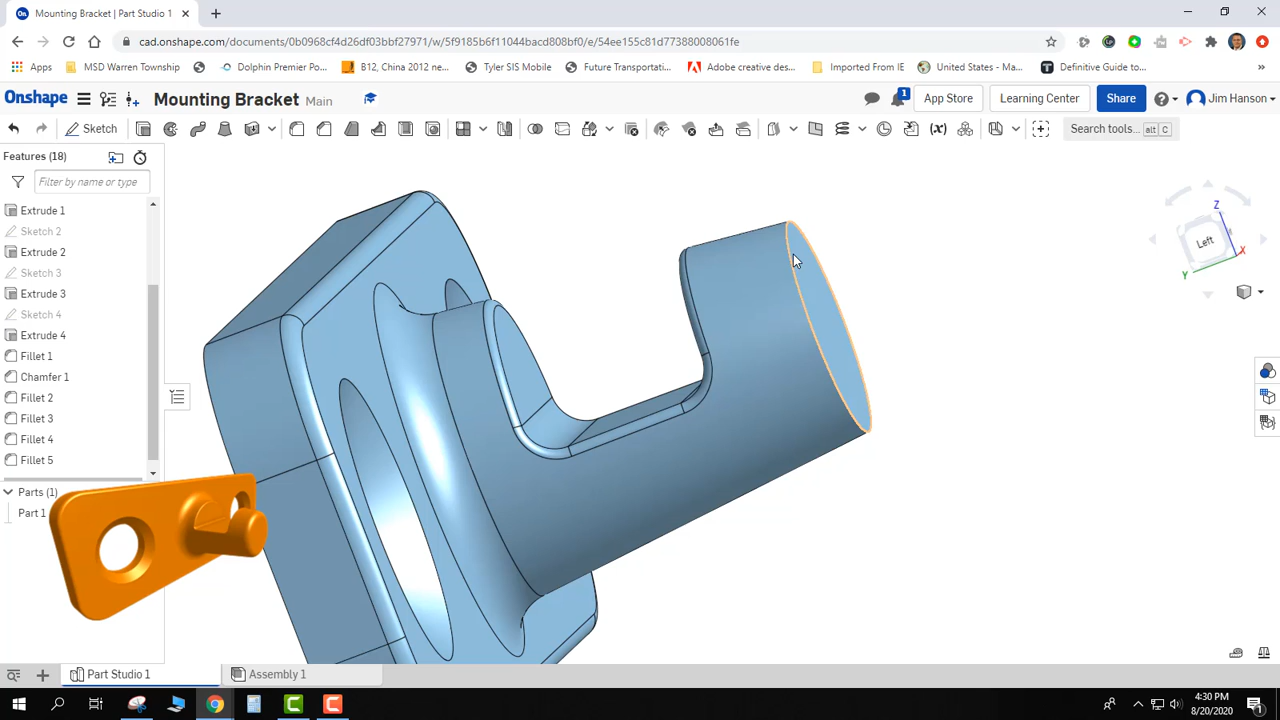 Mounting Bracket | Part Studio 1
cad.onshape.com/documents/0b0968cf4d26df03bbf27971/w/5f9185b6f11044bacd808bf0/e/54ee155c81d77388008061fe
Apps MSD Warren Township Dolphin Premier Po... B12, China 2012 ne... Tyler SIS Mobile Future Transportati... Adobe creative des... Imported From IE United States - Ma... Definitive Guide to...
Onshape Mounting Bracket Main 1 App Store Learning Center Share Jim Hanson
Sketch Search tools... alt C
Features (18)
Filter by name or type
Extrude 1
Sketch 2
Extrude 2
Sketch 3
Extrude 3
Sketch 4
Extrude 4
Fillet 1
Chamfer 1
Fillet 2
Fillet 3
Fillet 4
Fillet 5
Parts (1)
Part 1
Z
Left
X
Y
Part Studio 1 Assembly 1
4:30 PM
8/20/2020
1